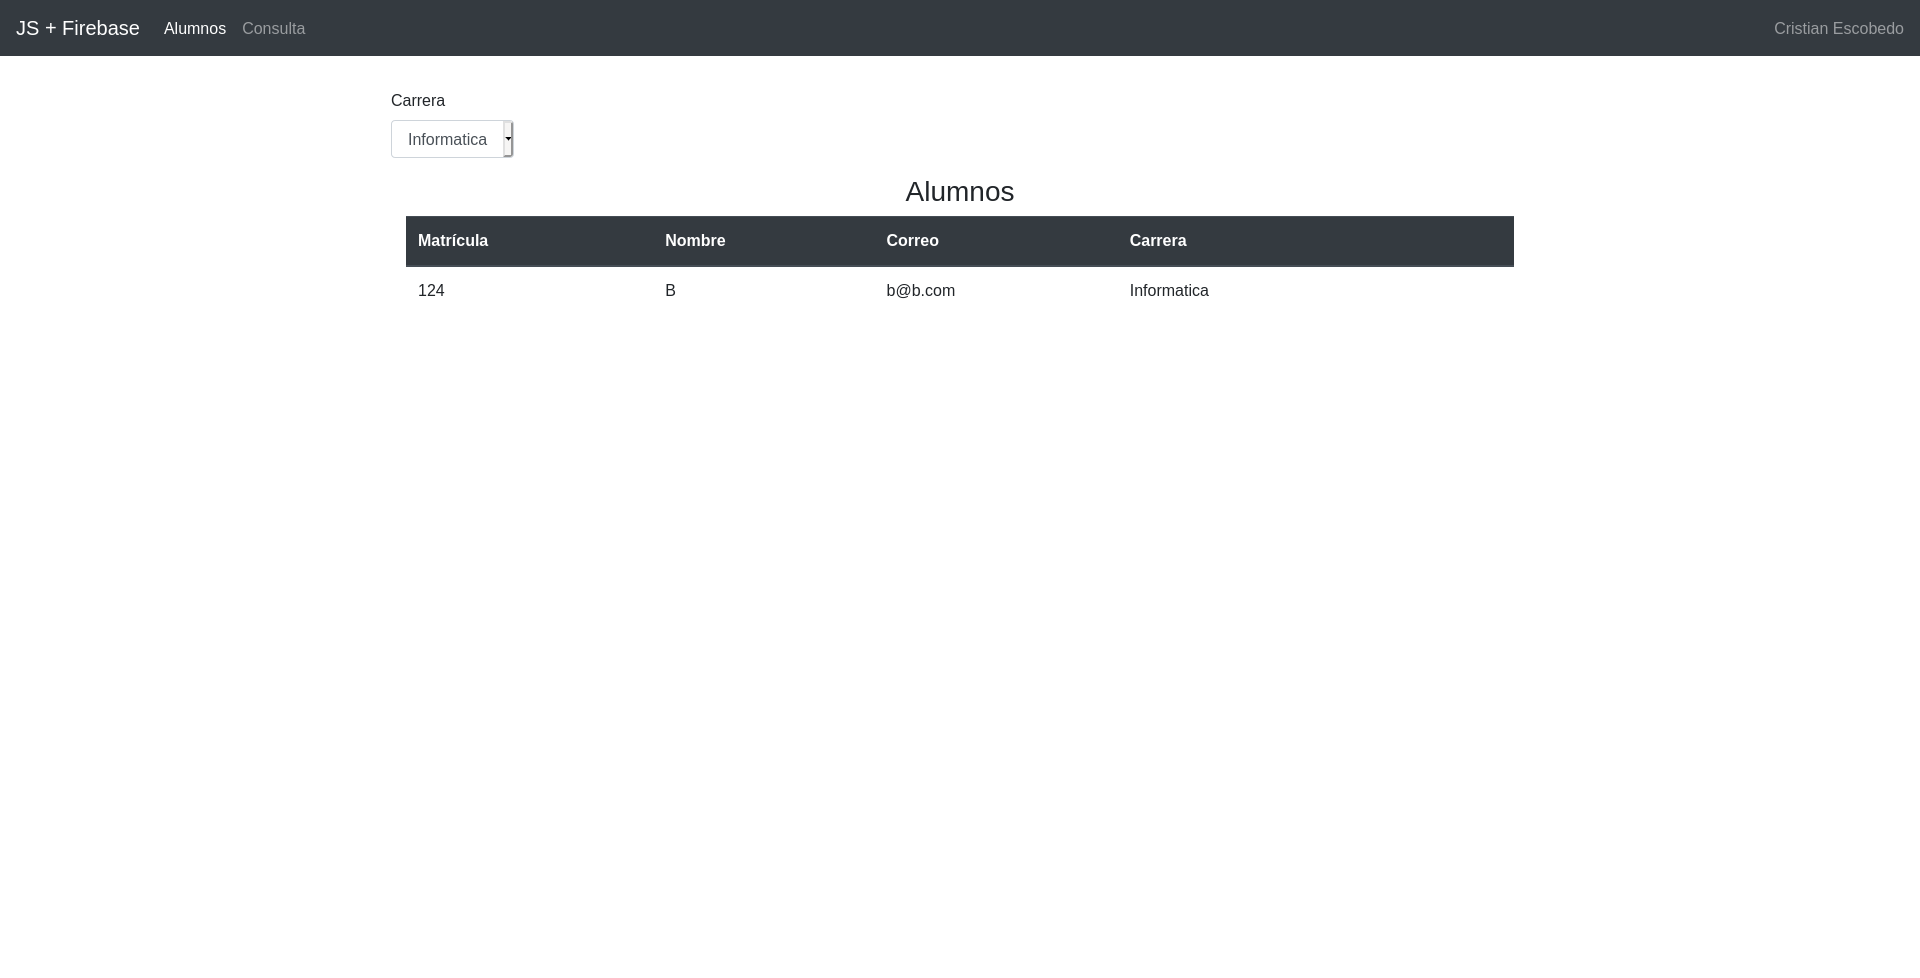 JS + Firebase Alumnos Consulta Cristian Escobedo
Carrera
Informatica
Alumnos
Matrícula Nombre Correo Carrera
124 B b@b.com Informatica